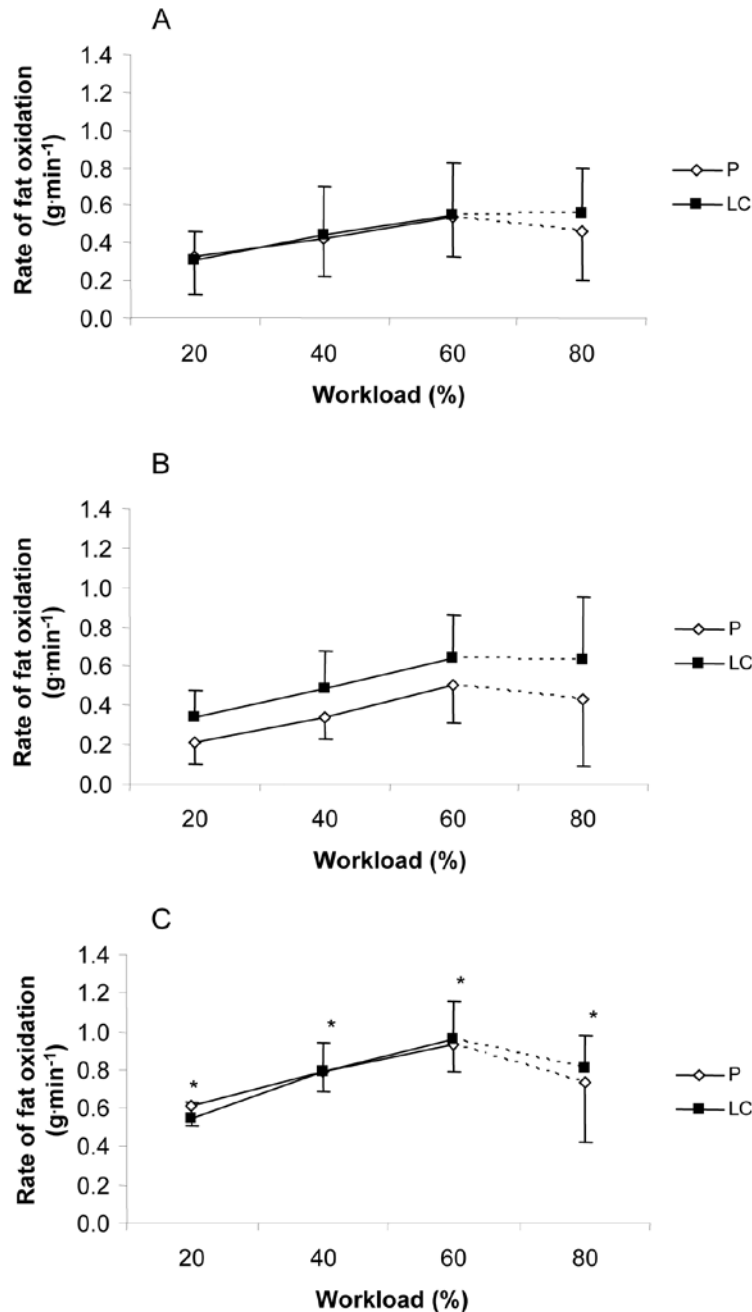 A
Rate of fat oxidation
(g·min⁻¹)
1.4
1.2
1.0
0.8
0.6
0.4
0.2
0.0
20 40 60 80
Workload (%)
P
LC
B
Rate of fat oxidation
(g·min⁻¹)
1.4
1.2
1.0
0.8
0.6
0.4
0.2
0.0
20 40 60 80
Workload (%)
P
LC
C
Rate of fat oxidation
(g·min⁻¹)
1.4
1.2
1.0
0.8
0.6
0.4
0.2
0.0
* * * *
20 40 60 80
Workload (%)
P
LC